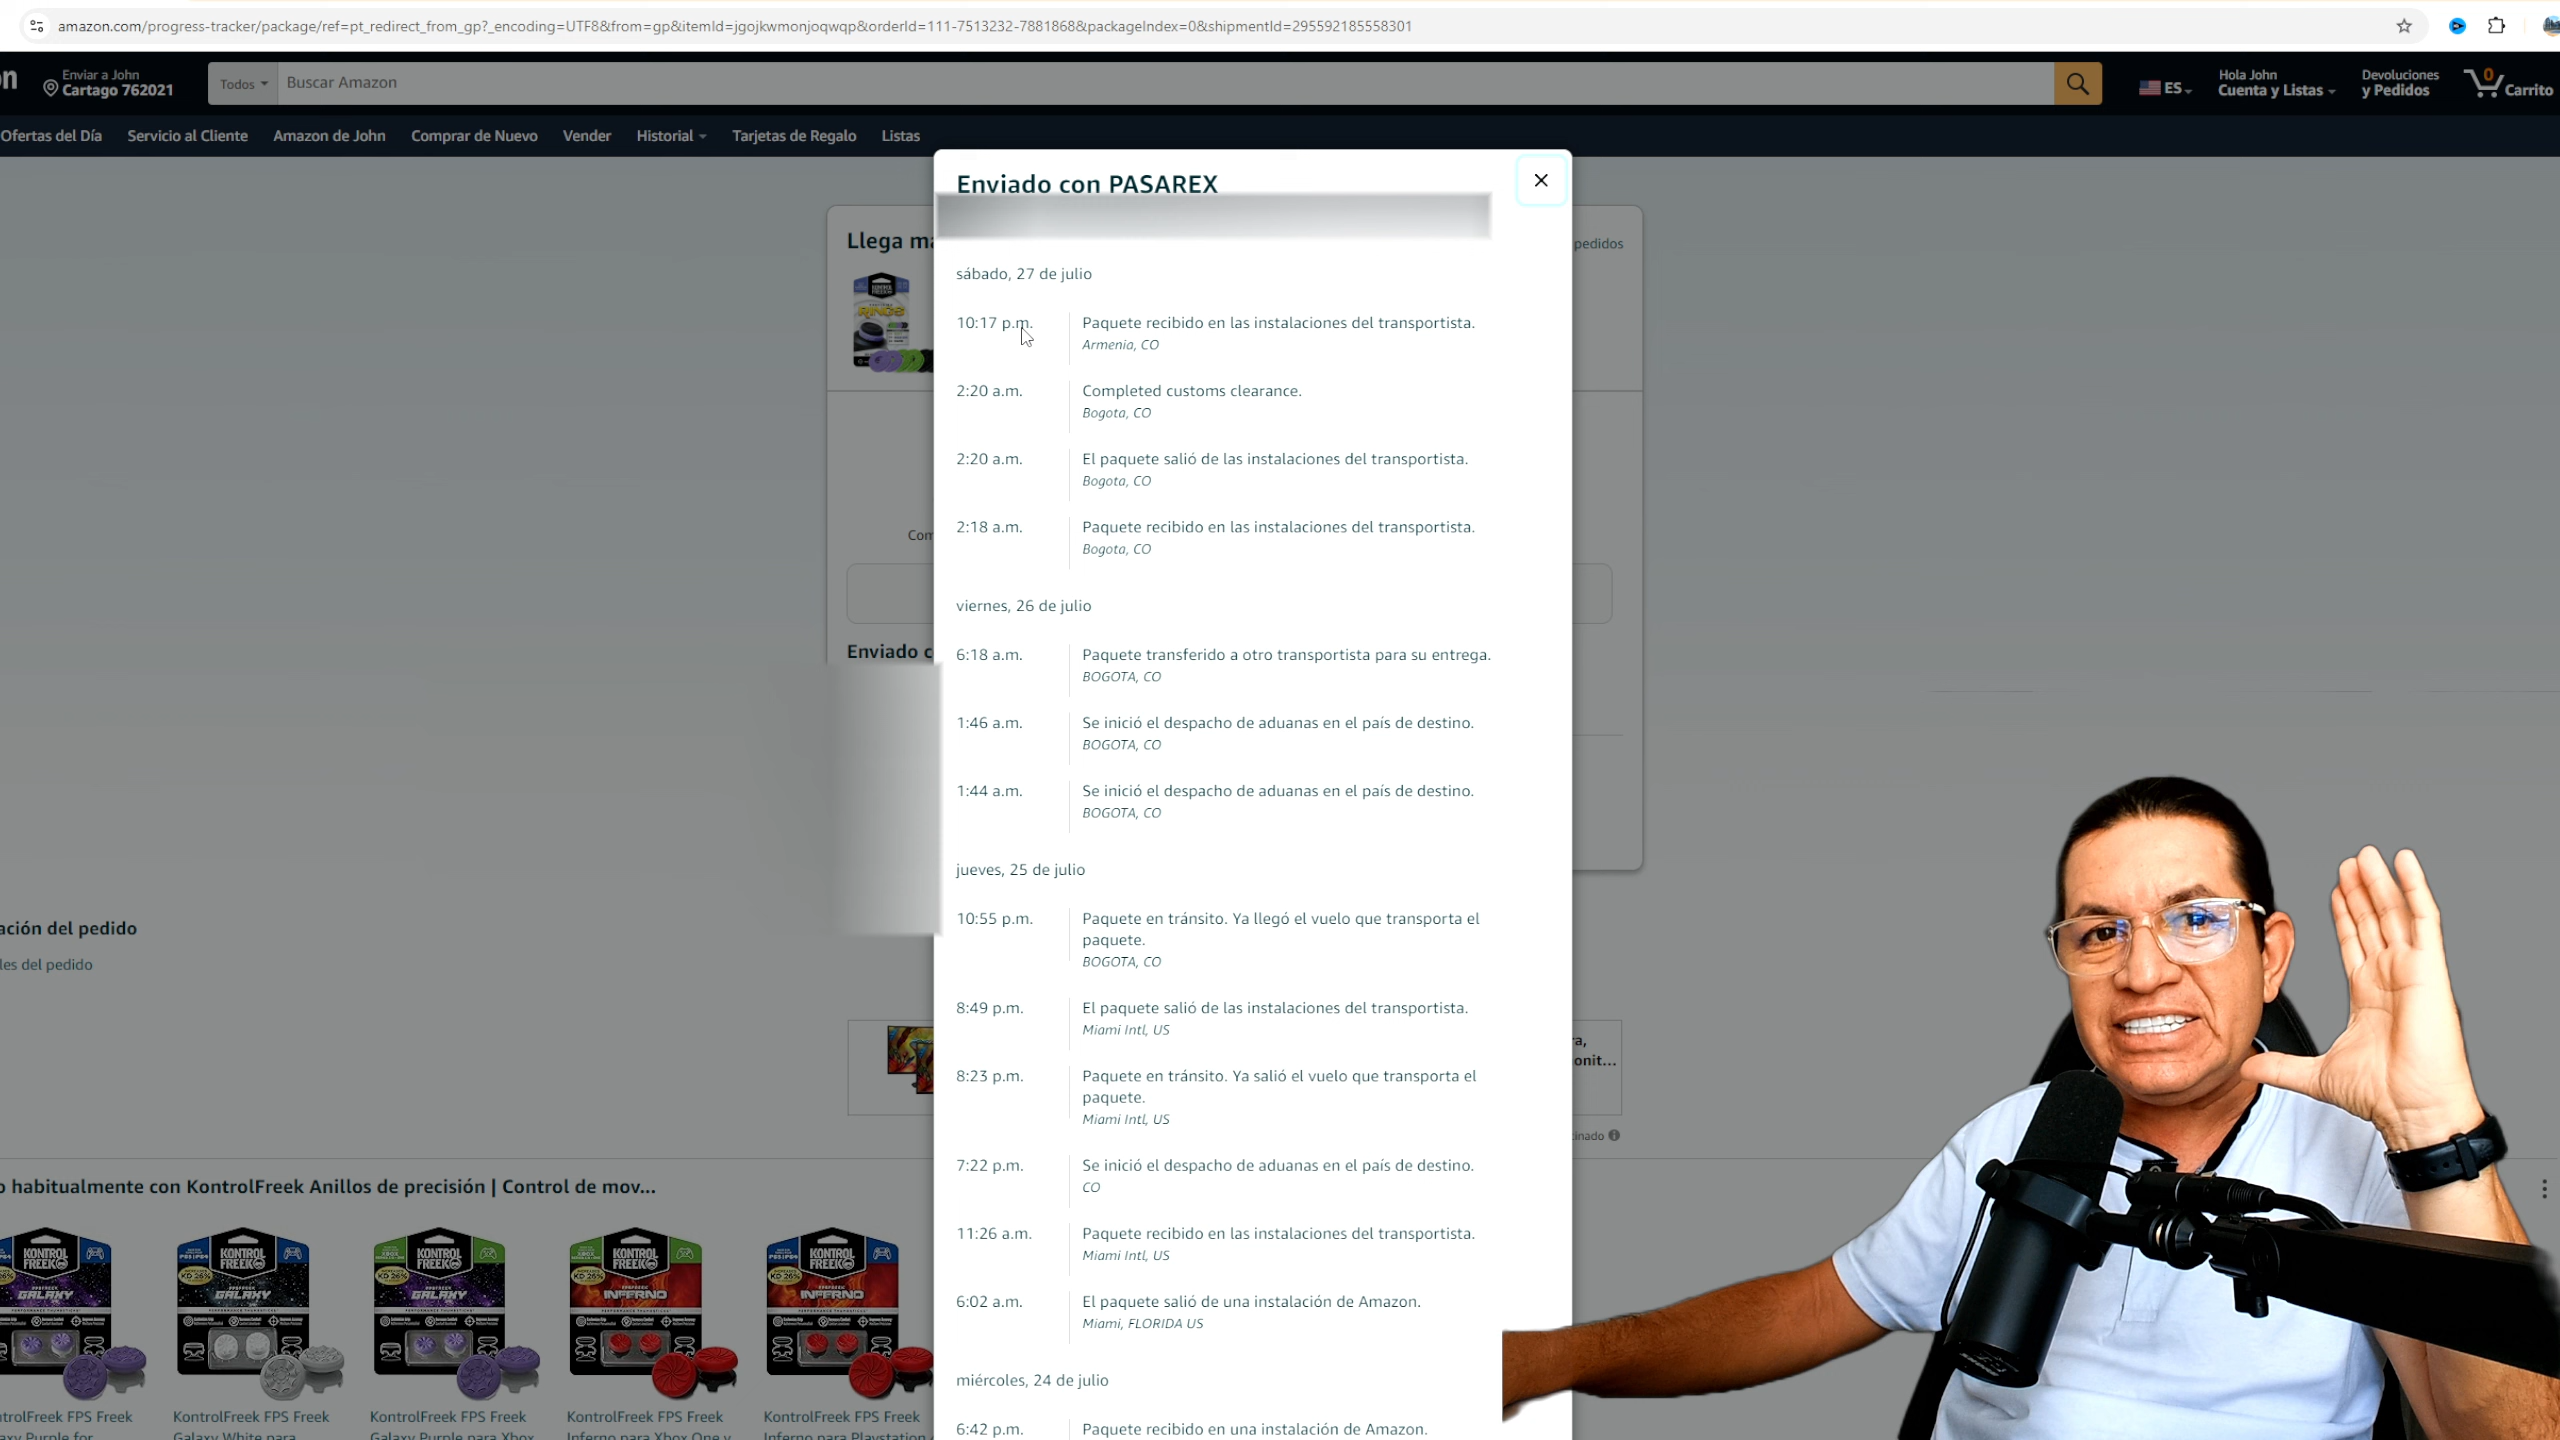 amazon.com/progress-tracker/package/ref=pt_redirect_from_gp?_encoding=UTF8&from=gp&itemId=jgojkwmonjoqwqp&orderId=111-7513232-7881868&packageIndex=0&shipmentId=295592185558301
Enviar a John
Cartago 762021
Todos
Buscar Amazon
ES
Hola John
Cuenta y Listas
Devoluciones
y Pedidos
0
Carrito
Ofertas del Día
Servicio al Cliente
Amazon de John
Comprar de Nuevo
Vender
Historial
Tarjetas de Regalo
Listas
Enviado con PASAREX
Llega
pedidos
sábado, 27 de julio
10:17 p.m.
Paquete recibido en las instalaciones del transportista.
Armenia, CO
2:20 a.m.
Completed customs clearance.
Bogota, CO
2:20 a.m.
El paquete salió de las instalaciones del transportista.
Bogota, CO
2:18 a.m.
Paquete recibido en las instalaciones del transportista.
Bogota, CO
viernes, 26 de julio
Enviado
6:18 a.m.
Paquete transferido a otro transportista para su entrega.
BOGOTA, CO
1:46 a.m.
Se inició el despacho de aduanas en el país de destino.
BOGOTA, CO
1:44 a.m.
Se inició el despacho de aduanas en el país de destino.
BOGOTA, CO
jueves, 25 de julio
10:55 p.m.
Paquete en tránsito. Ya llegó el vuelo que transporta el
paquete.
BOGOTA, CO
8:49 p.m.
El paquete salió de las instalaciones del transportista.
Miami Intl, US
8:23 p.m.
Paquete en tránsito. Ya salió el vuelo que transporta el
paquete.
Miami Intl, US
7:22 p.m.
Se inició el despacho de aduanas en el país de destino.
CO
11:26 a.m.
Paquete recibido en las instalaciones del transportista.
Miami Intl, US
6:02 a.m.
El paquete salió de una instalación de Amazon.
Miami, FLORIDA US
miércoles, 24 de julio
6:42 p.m.
Paquete recibido en una instalación de Amazon.
ación del pedido
les del pedido
o habitualmente con KontrolFreek Anillos de precisión | Control de mov...
KONTROL FREEK GALAXY
KONTROL FREEK GALAXY
KONTROL FREEK GALAXY
KONTROL FREEK INFERNO
KONTROL FREEK INFERNO
trolFreek FPS Freek
KontrolFreek FPS Freek
Galaxy White para
KontrolFreek FPS Freek
Galaxy Purple para Xbox
KontrolFreek FPS Freek
Inferno para Xbox One y
KontrolFreek FPS Freek
Inferno para Playstation